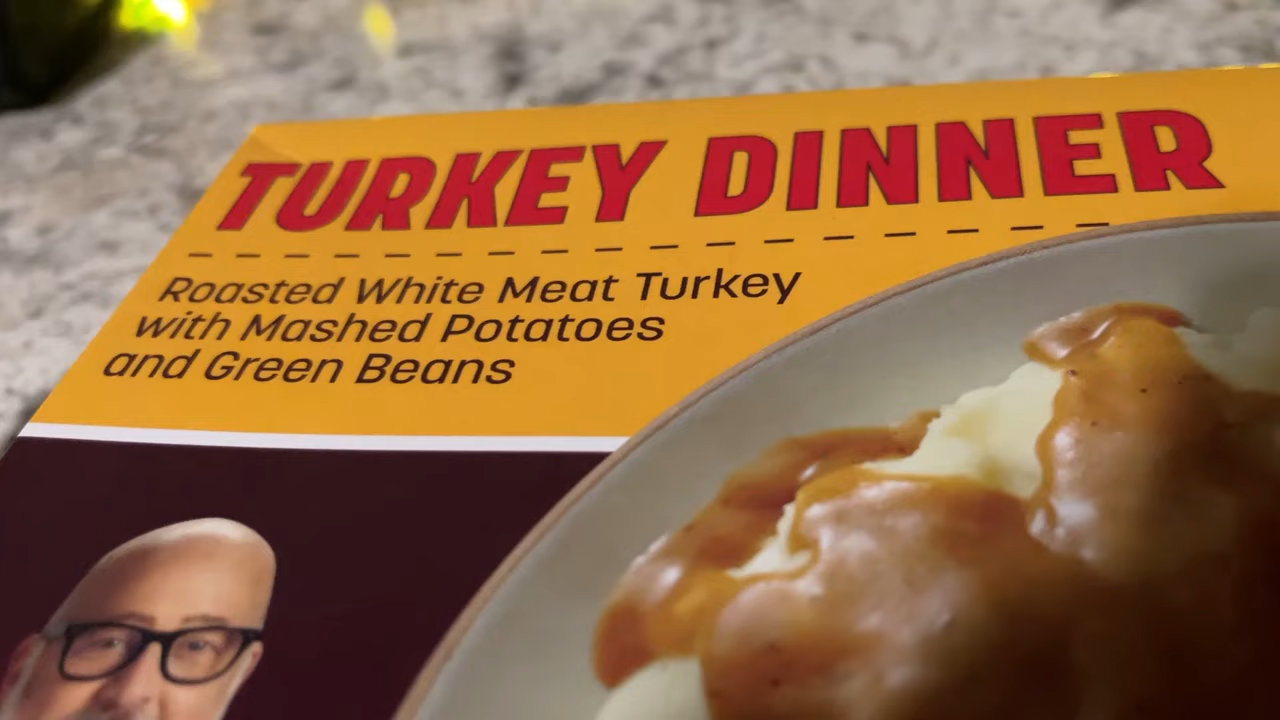 TURKEY DINNER
Roasted White Meat Turkey
with Mashed Potatoes
and Green Beans